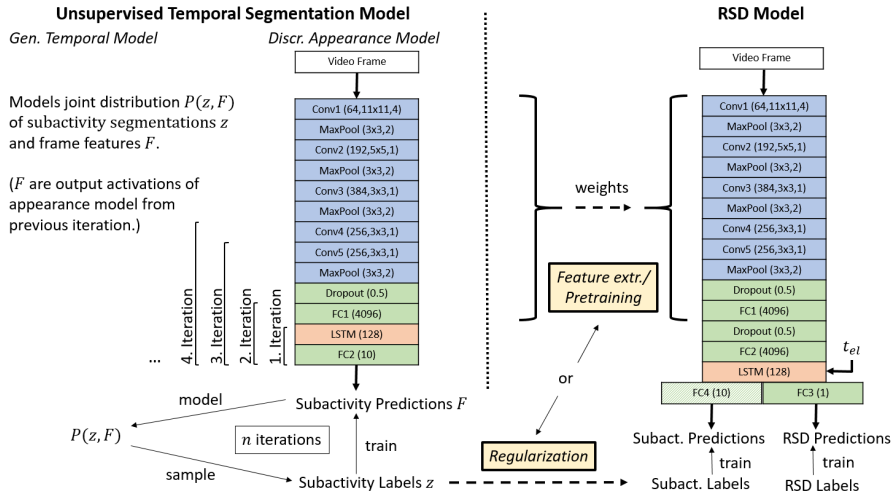 Unsupervised Temporal Segmentation Model
Gen. Temporal Model
Discr. Appearance Model
Video Frame
Models joint distribution P(z, F)
of subactivity segmentations z
and frame features F.
(F are output activations of
appearance model from
previous iteration.)
Conv1 (64,11x11,4)
MaxPool (3x3,2)
Conv2 (192,5x5,1)
MaxPool (3x3,2)
Conv3 (384,3x3,1)
MaxPool (3x3,2)
Conv4 (256,3x3,1)
Conv5 (256,3x3,1)
MaxPool (3x3,2)
Dropout (0.5)
FC1 (4096)
LSTM (128)
FC2 (10)
...
4. Iteration
3. Iteration
2. Iteration
1. Iteration
model
Subactivity Predictions F
P(z, F)
n iterations
train
sample
Subactivity Labels z
weights
Feature extr./
Pretraining
or
Regularization
RSD Model
Video Frame
Conv1 (64,11x11,4)
MaxPool (3x3,2)
Conv2 (192,5x5,1)
MaxPool (3x3,2)
Conv3 (384,3x3,1)
MaxPool (3x3,2)
Conv4 (256,3x3,1)
Conv5 (256,3x3,1)
MaxPool (3x3,2)
Dropout (0.5)
FC1 (4096)
Dropout (0.5)
FC2 (4096)
LSTM (128)
t_el
FC4 (10)
FC3 (1)
Subact. Predictions
RSD Predictions
train
train
Subact. Labels
RSD Labels